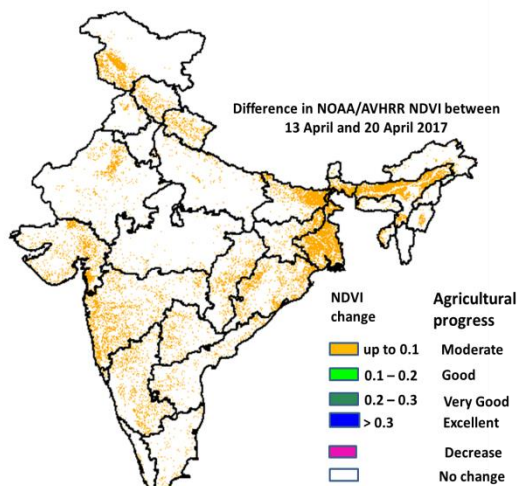 Difference in NOAA/AVHRR NDVI between
13 April and 20 April 2017
NDVI change
Agricultural progress
up to 0.1 Moderate
0.1 – 0.2 Good
0.2 – 0.3 Very Good
> 0.3 Excellent
Decrease
No change